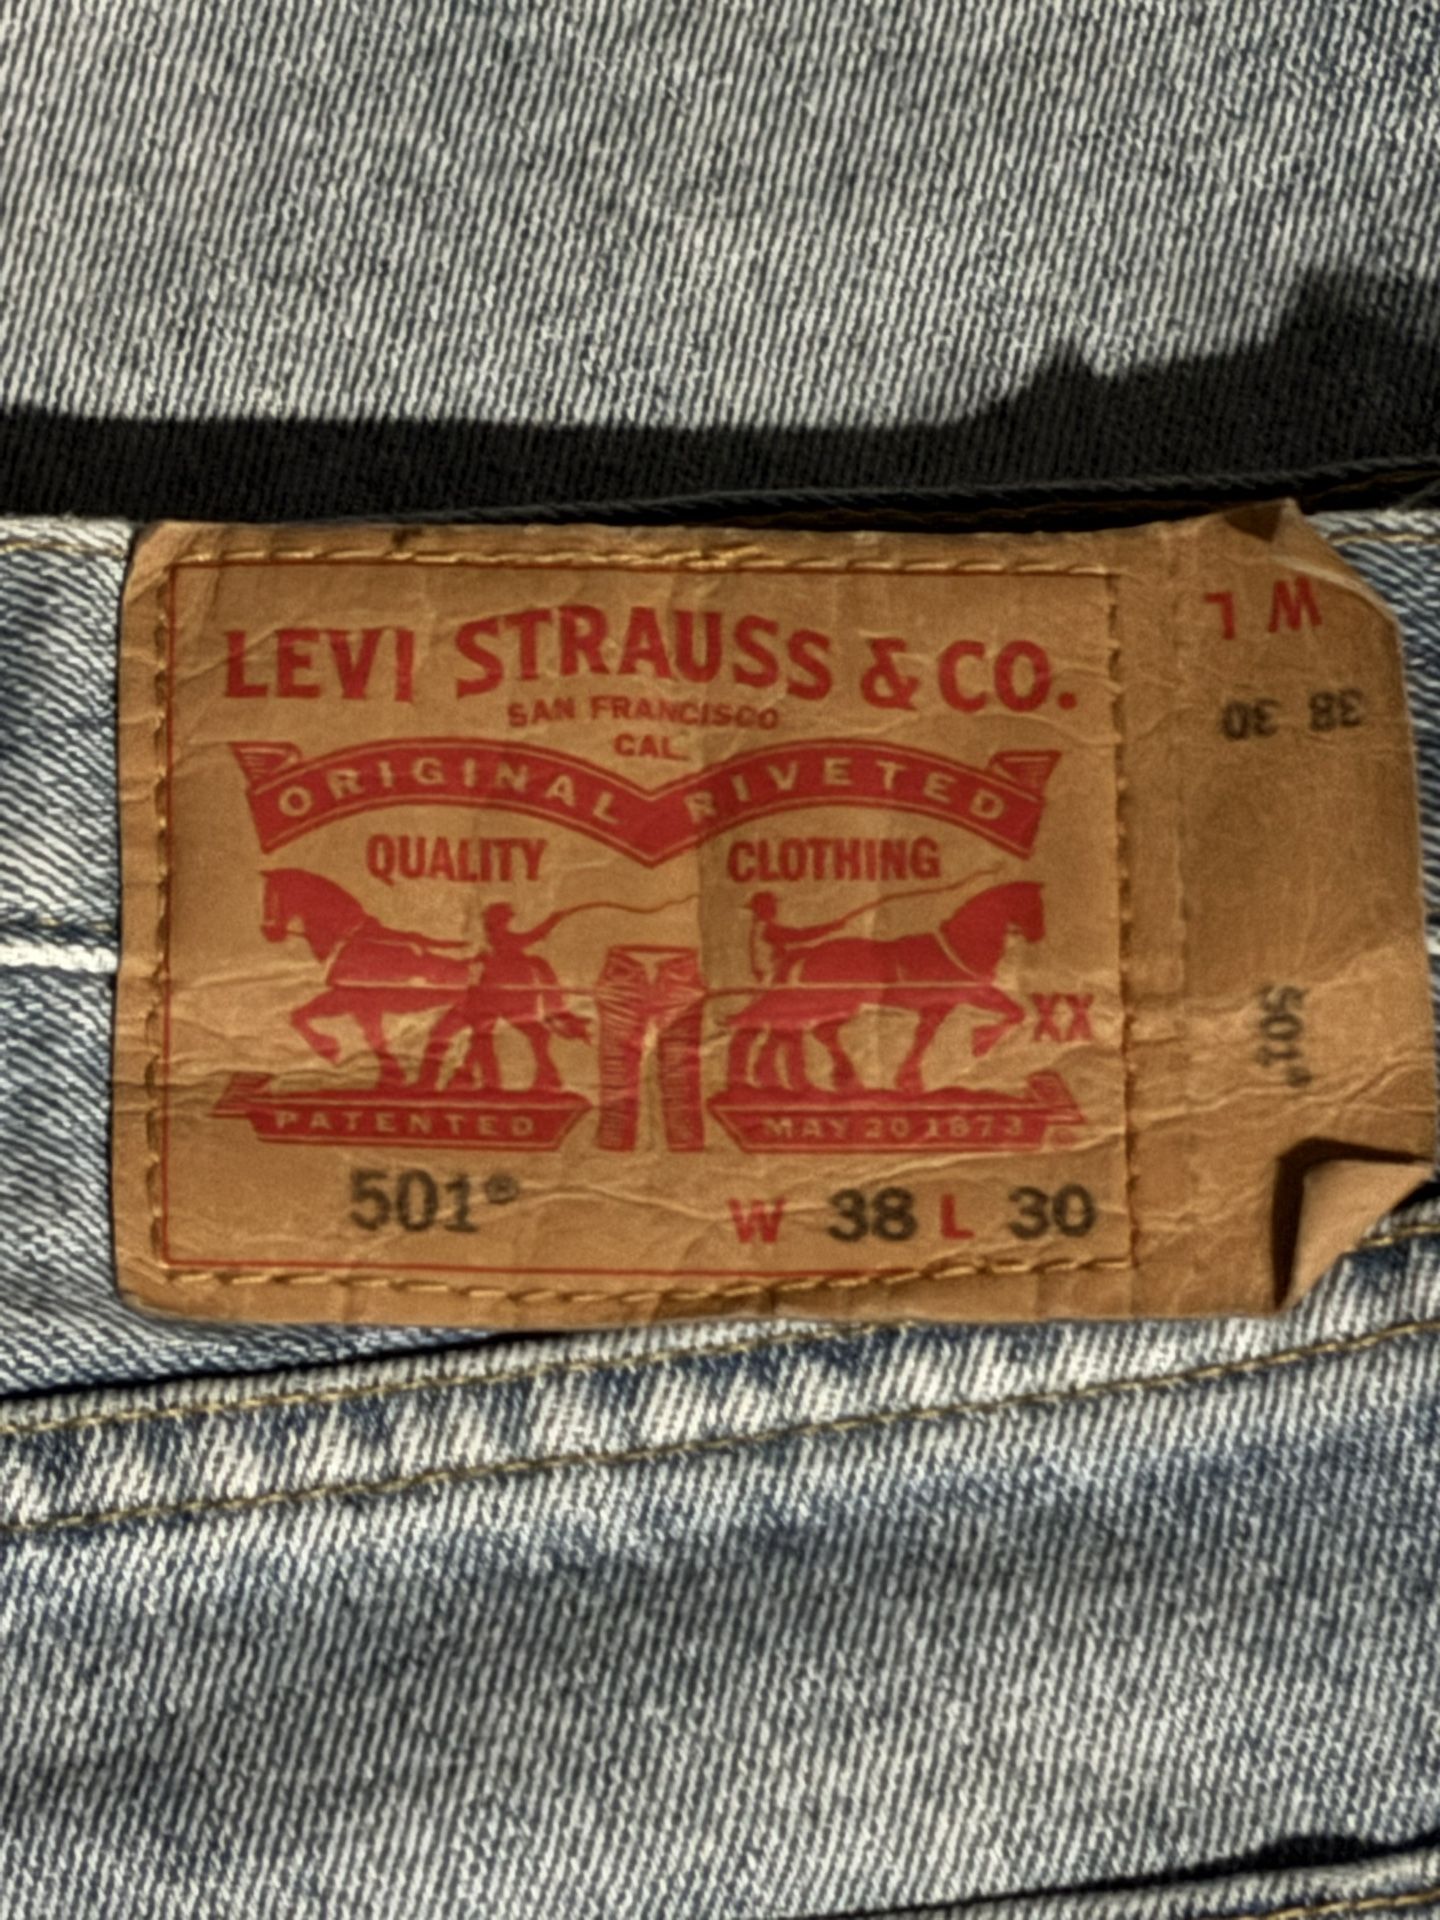 LEVI STRAUSS & CO.
SAN FRANCISCO
CAL.
ORIGINAL RIVETED
QUALITY CLOTHING
XX
PATENTED MAY 20 1873
501® W 38 L 30
W L
38 30
501®